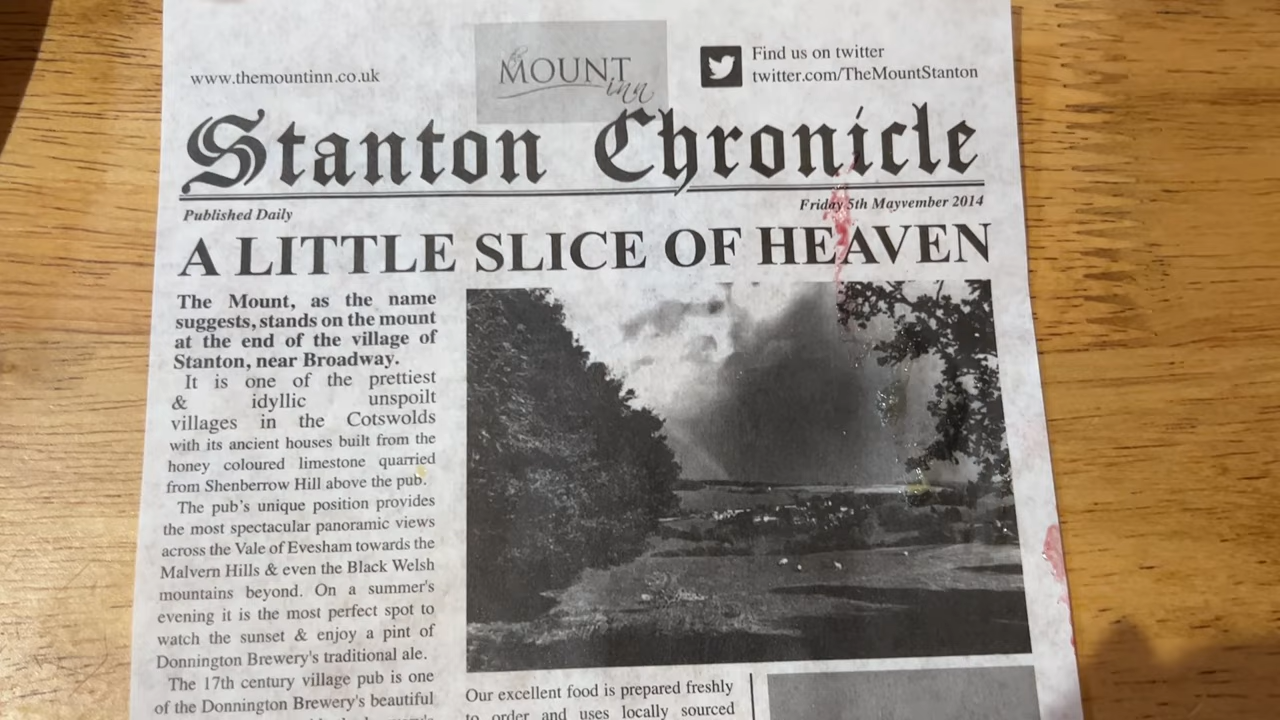 www.themountinn.co.uk
the
MOUNT
inn
Find us on twitter
twitter.com/TheMountStanton
Stanton Chronicle
Published Daily
Friday 5th Mayvember 2014
A LITTLE SLICE OF HEAVEN
The Mount, as the name
suggests, stands on the mount
at the end of the village of
Stanton, near Broadway.
It is one of the prettiest
& idyllic unspoilt
villages in the Cotswolds
with its ancient houses built from the
honey coloured limestone quarried
from Shenberrow Hill above the pub.
The pub's unique position provides
the most spectacular panoramic views
across the Vale of Evesham towards the
Malvern Hills & even the Black Welsh
mountains beyond. On a summer's
evening it is the most perfect spot to
watch the sunset & enjoy a pint of
Donnington Brewery's traditional ale.
The 17th century village pub is one
of the Donnington Brewery's beautiful
Our excellent food is prepared freshly
to order and uses locally sourced